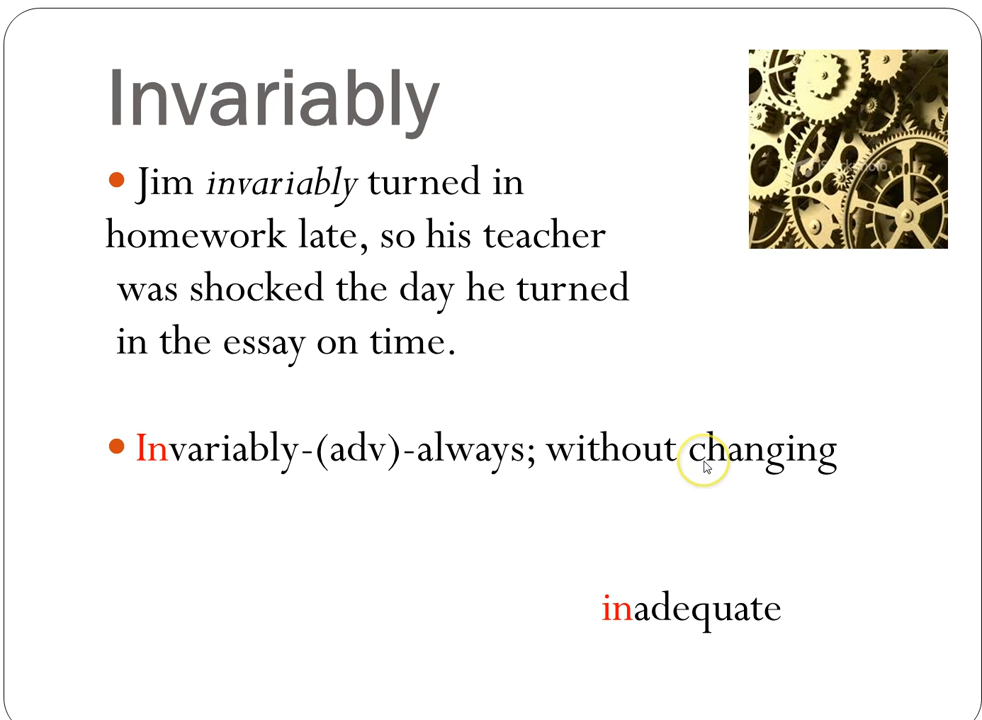 Invariably
• Jim invariably turned in
homework late, so his teacher
was shocked the day he turned
in the essay on time.
• Invariably-(adv)-always; without changing
inadequate